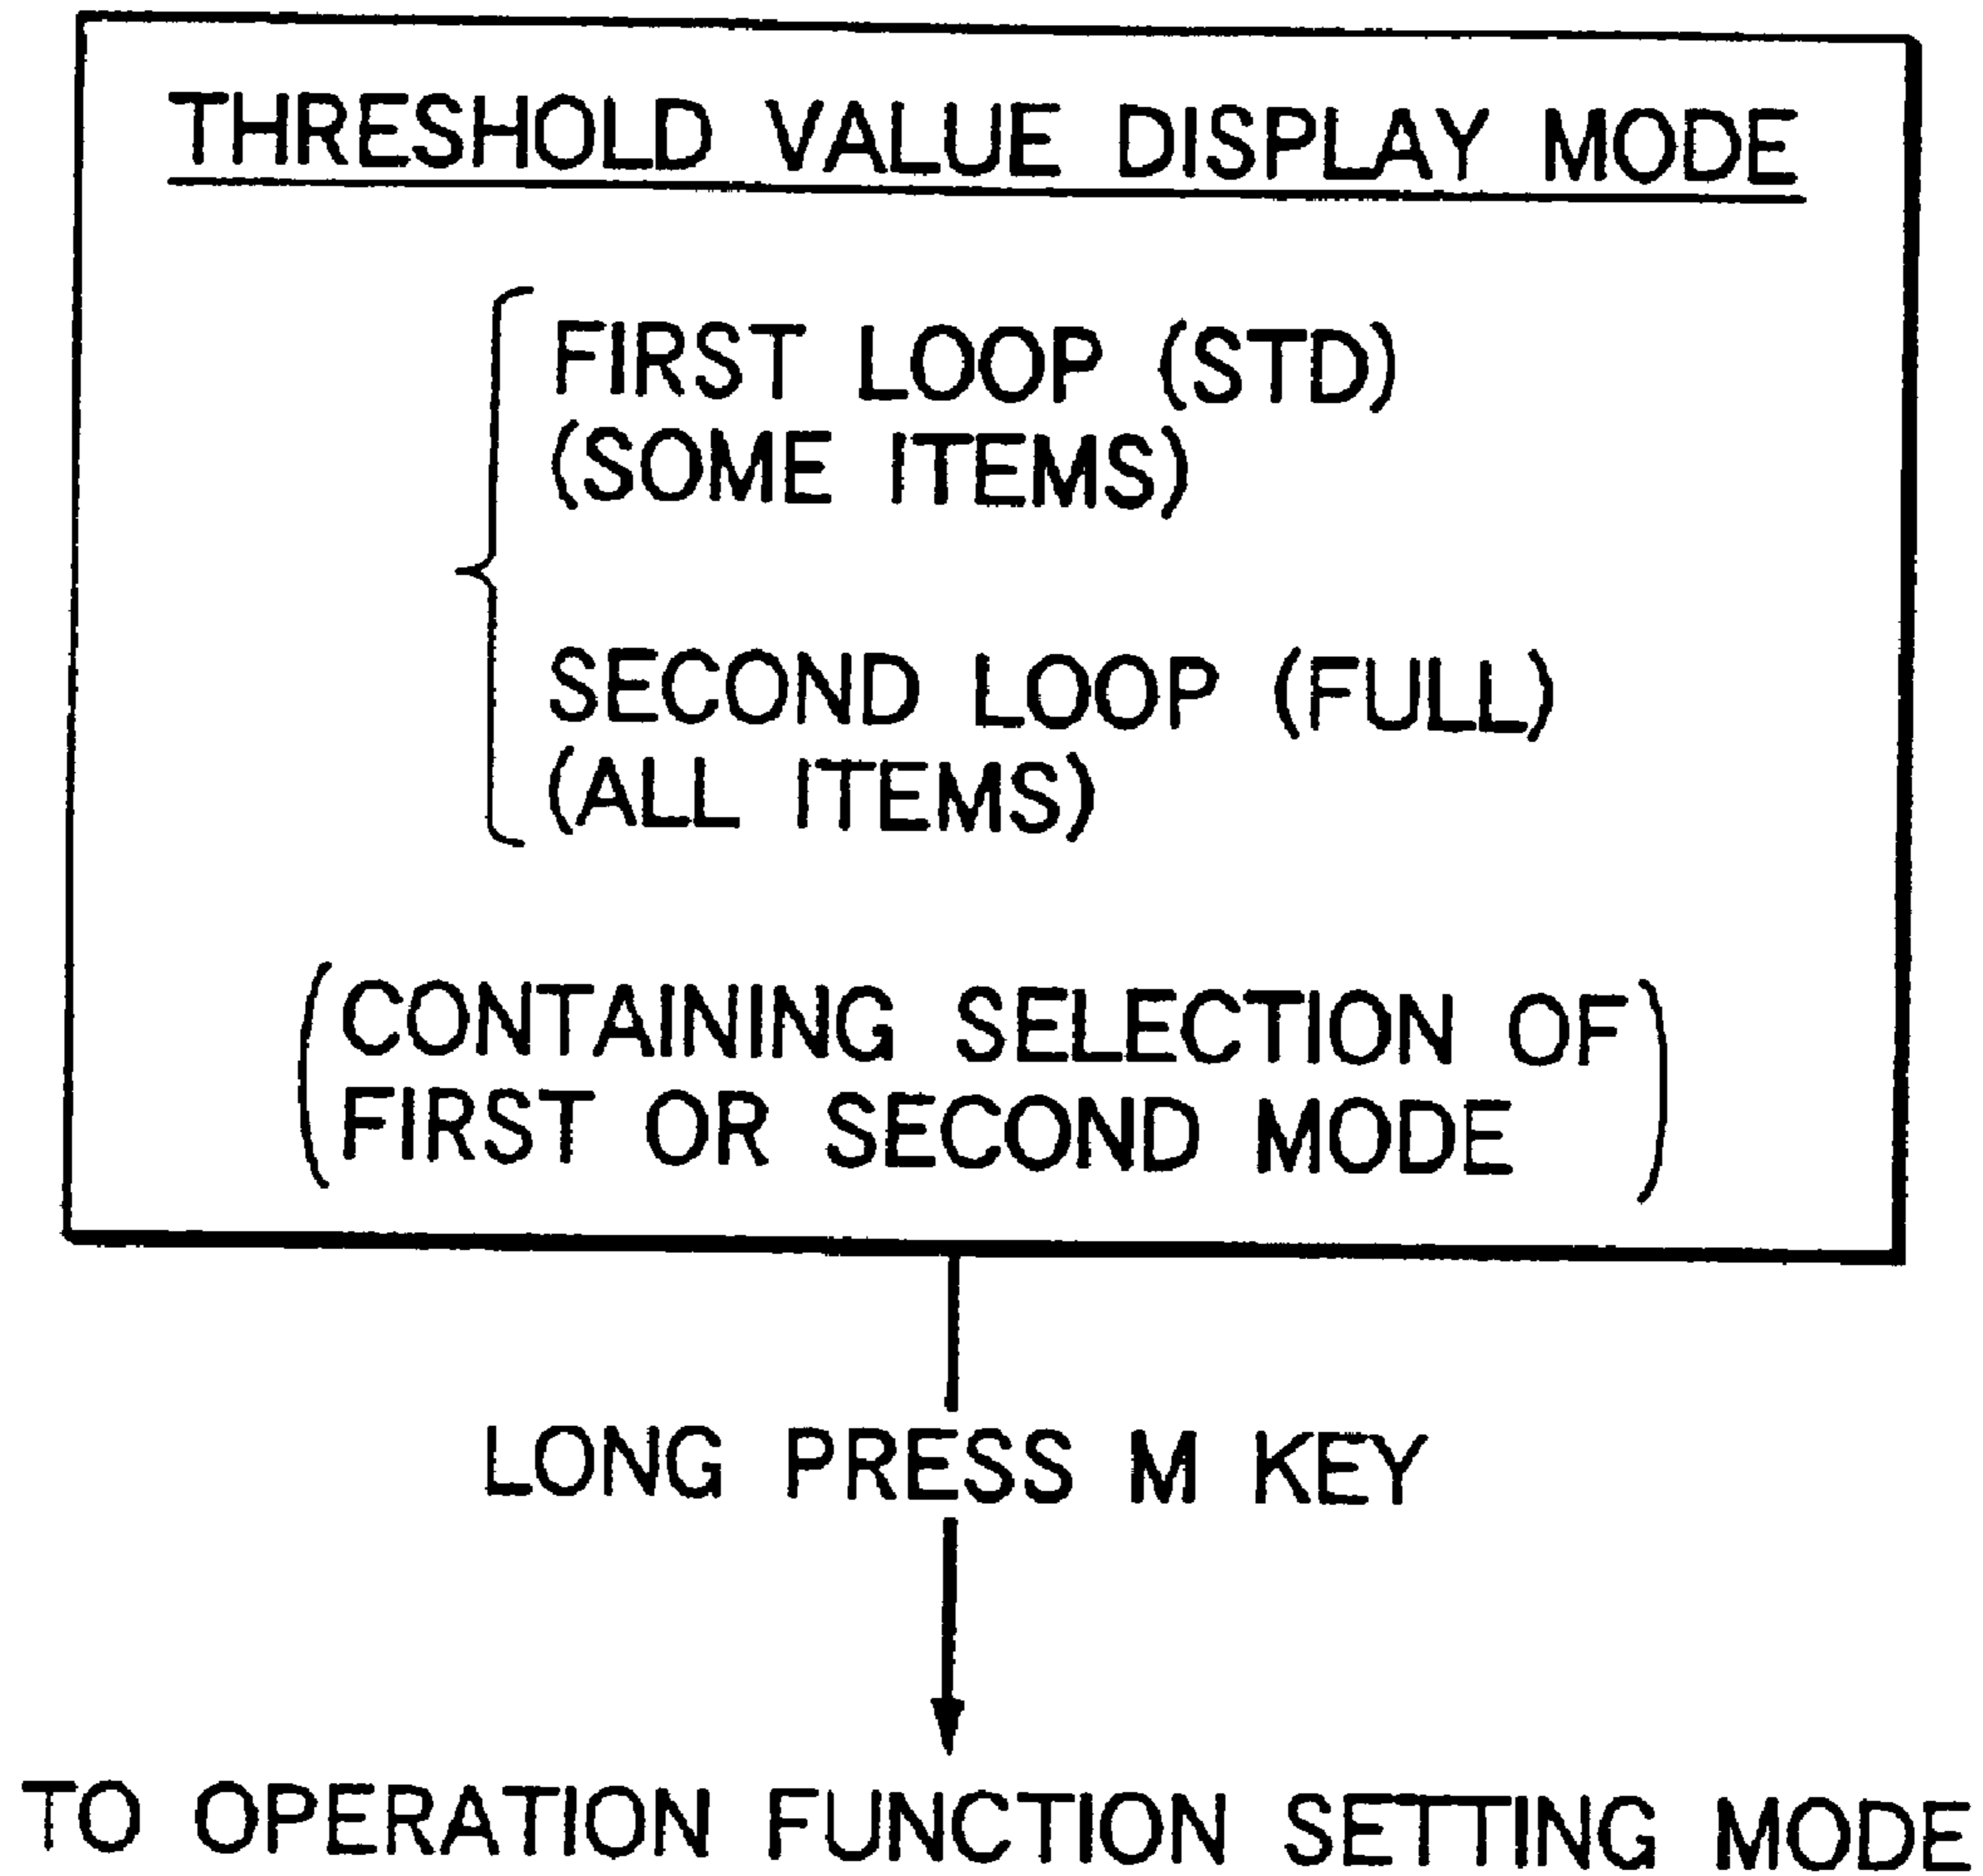 THRESHOLD VALUE DISPLAY MODE
FIRST LOOP (STD)
(SOME ITEMS)
SECOND LOOP (FULL)
(ALL ITEMS)
(CONTAINING SELECTION OF
FIRST OR SECOND MODE)
LONG PRESS M KEY
TO OPERATION FUNCTION SETTING MODE